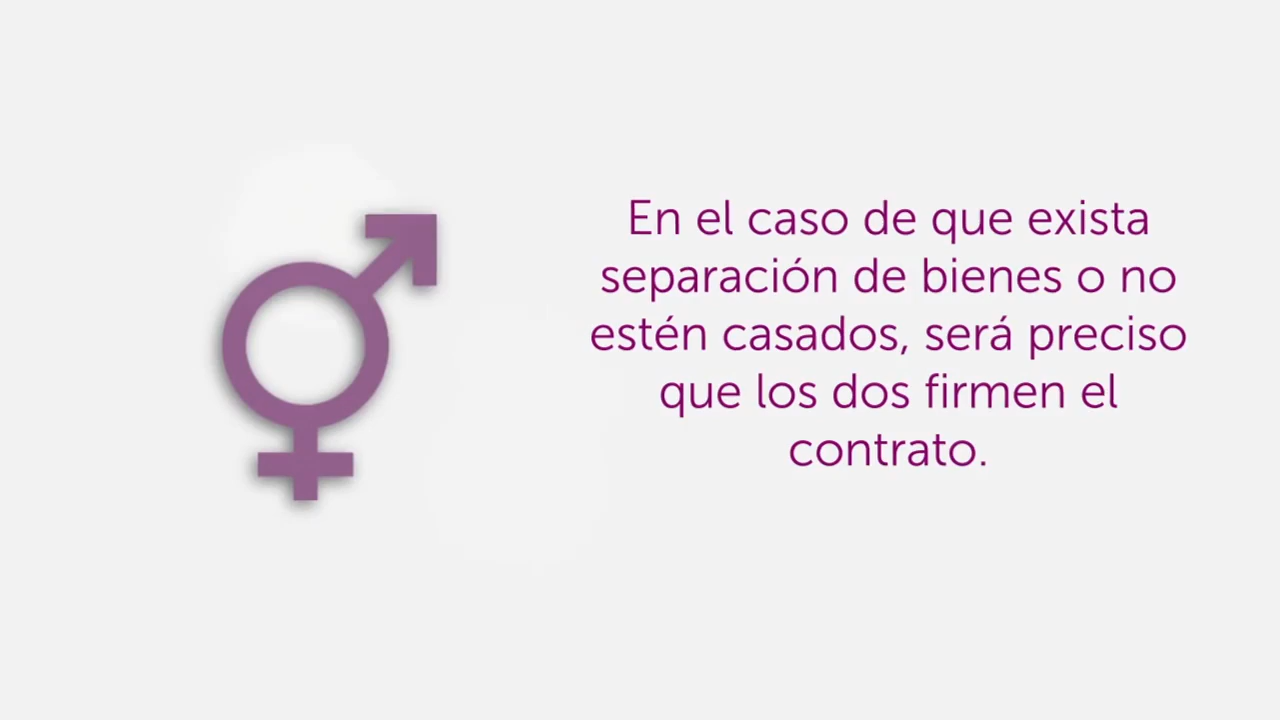 En el caso de que exista
separación de bienes o no
estén casados, será preciso
que los dos firmen el
contrato.